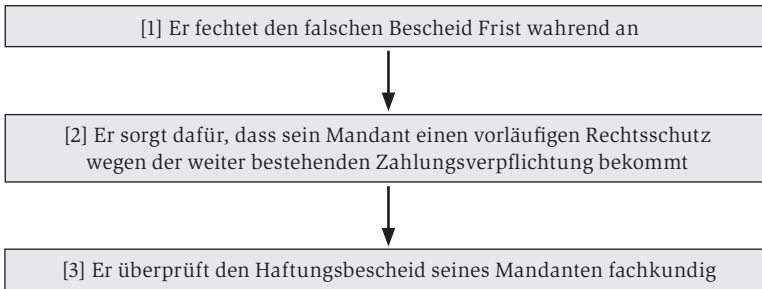 [1] Er fechtet den falschen Bescheid Frist wahrend an
[2] Er sorgt dafür, dass sein Mandant einen vorläufigen Rechtsschutz
wegen der weiter bestehenden Zahlungsverpflichtung bekommt
[3] Er überprüft den Haftungsbescheid seines Mandanten fachkundig